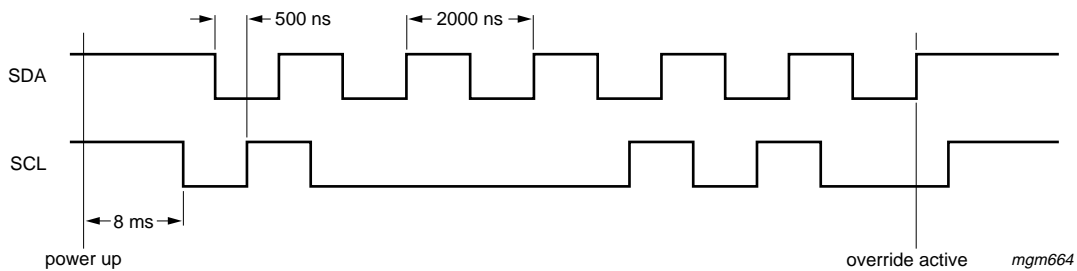 500 ns
2000 ns
SDA
SCL
8 ms
power up
override active
mgm664